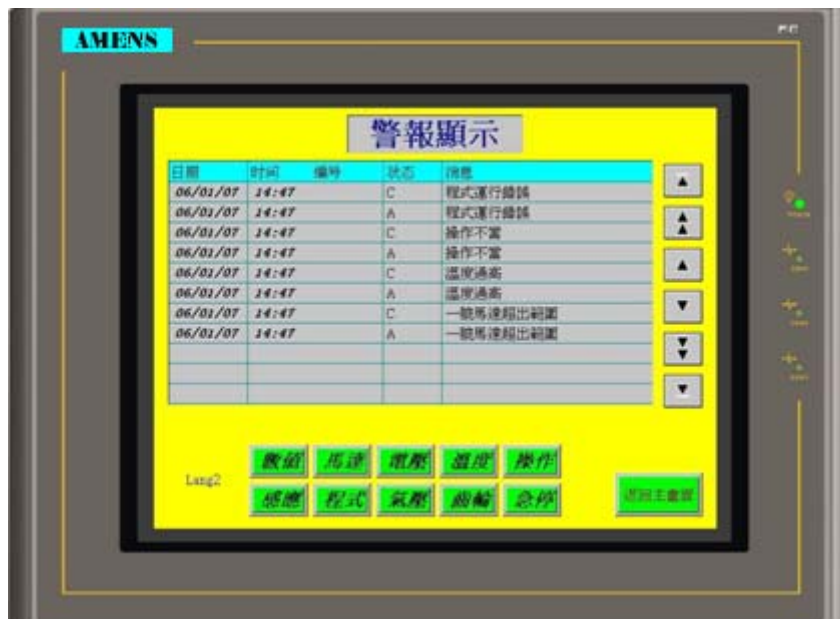 AMENS
警報顯示
日期 时间 编号 状态 消息
06/01/07 14:47 C 程式運行錯誤
06/01/07 14:47 A 程式運行錯誤
06/01/07 14:47 C 操作不當
06/01/07 14:47 A 操作不當
06/01/07 14:47 C 溫度過高
06/01/07 14:47 A 溫度過高
06/01/07 14:47 C 一號馬達超出範圍
06/01/07 14:47 A 一號馬達超出範圍
數值 馬達 電壓 溫度 操作
Lang2
感應 程式 氣壓 齒輪 急停
返回主畫面